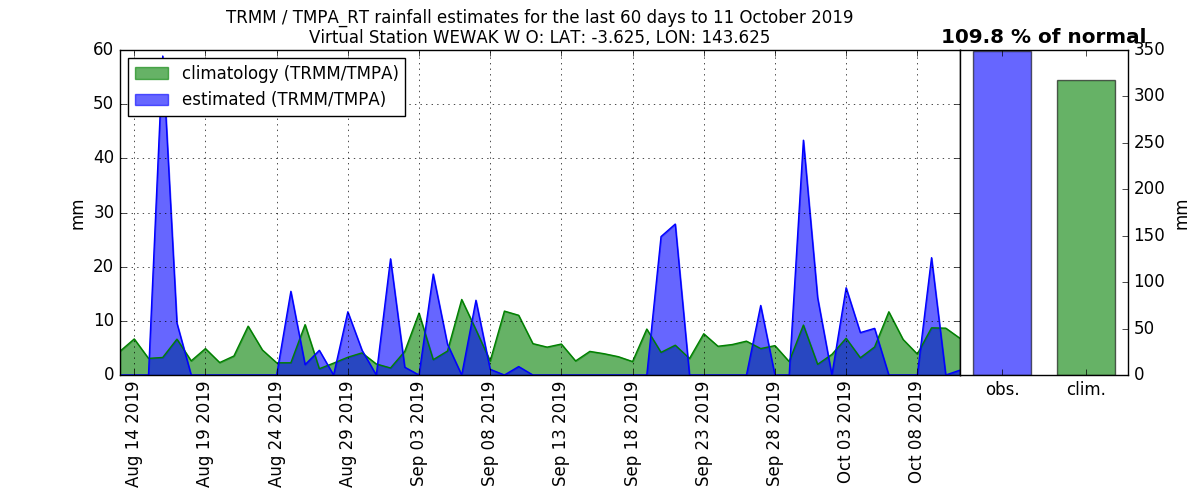 TRMM / TMPA_RT rainfall estimates for the last 60 days to 11 October 2019
Virtual Station WEWAK W O: LAT: -3.625, LON: 143.625
109.8 % of normal
climatology (TRMM/TMPA)
estimated (TRMM/TMPA)
mm
60
50
40
30
20
10
0
Aug 14 2019
Aug 19 2019
Aug 24 2019
Aug 29 2019
Sep 03 2019
Sep 08 2019
Sep 13 2019
Sep 18 2019
Sep 23 2019
Sep 28 2019
Oct 03 2019
Oct 08 2019
350
300
250
200
150
100
50
0
mm
obs.
clim.